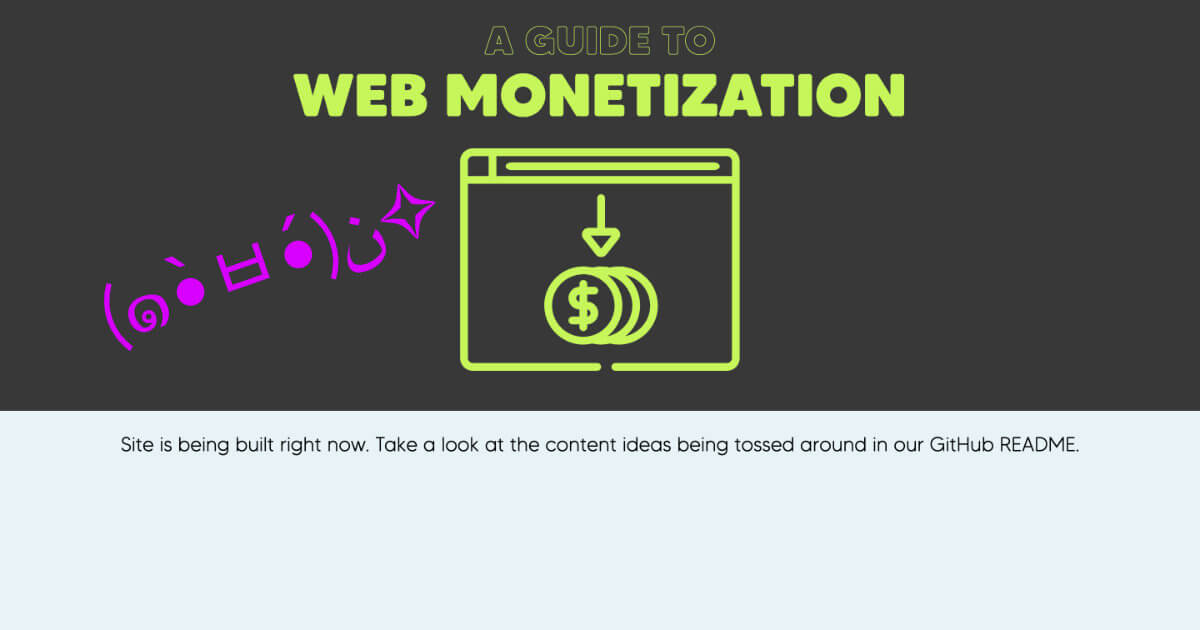 A GUIDE TO
WEB MONETIZATION
(๑•̀ㅂ•́)ن✧
$
Site is being built right now. Take a look at the content ideas being tossed around in our GitHub README.